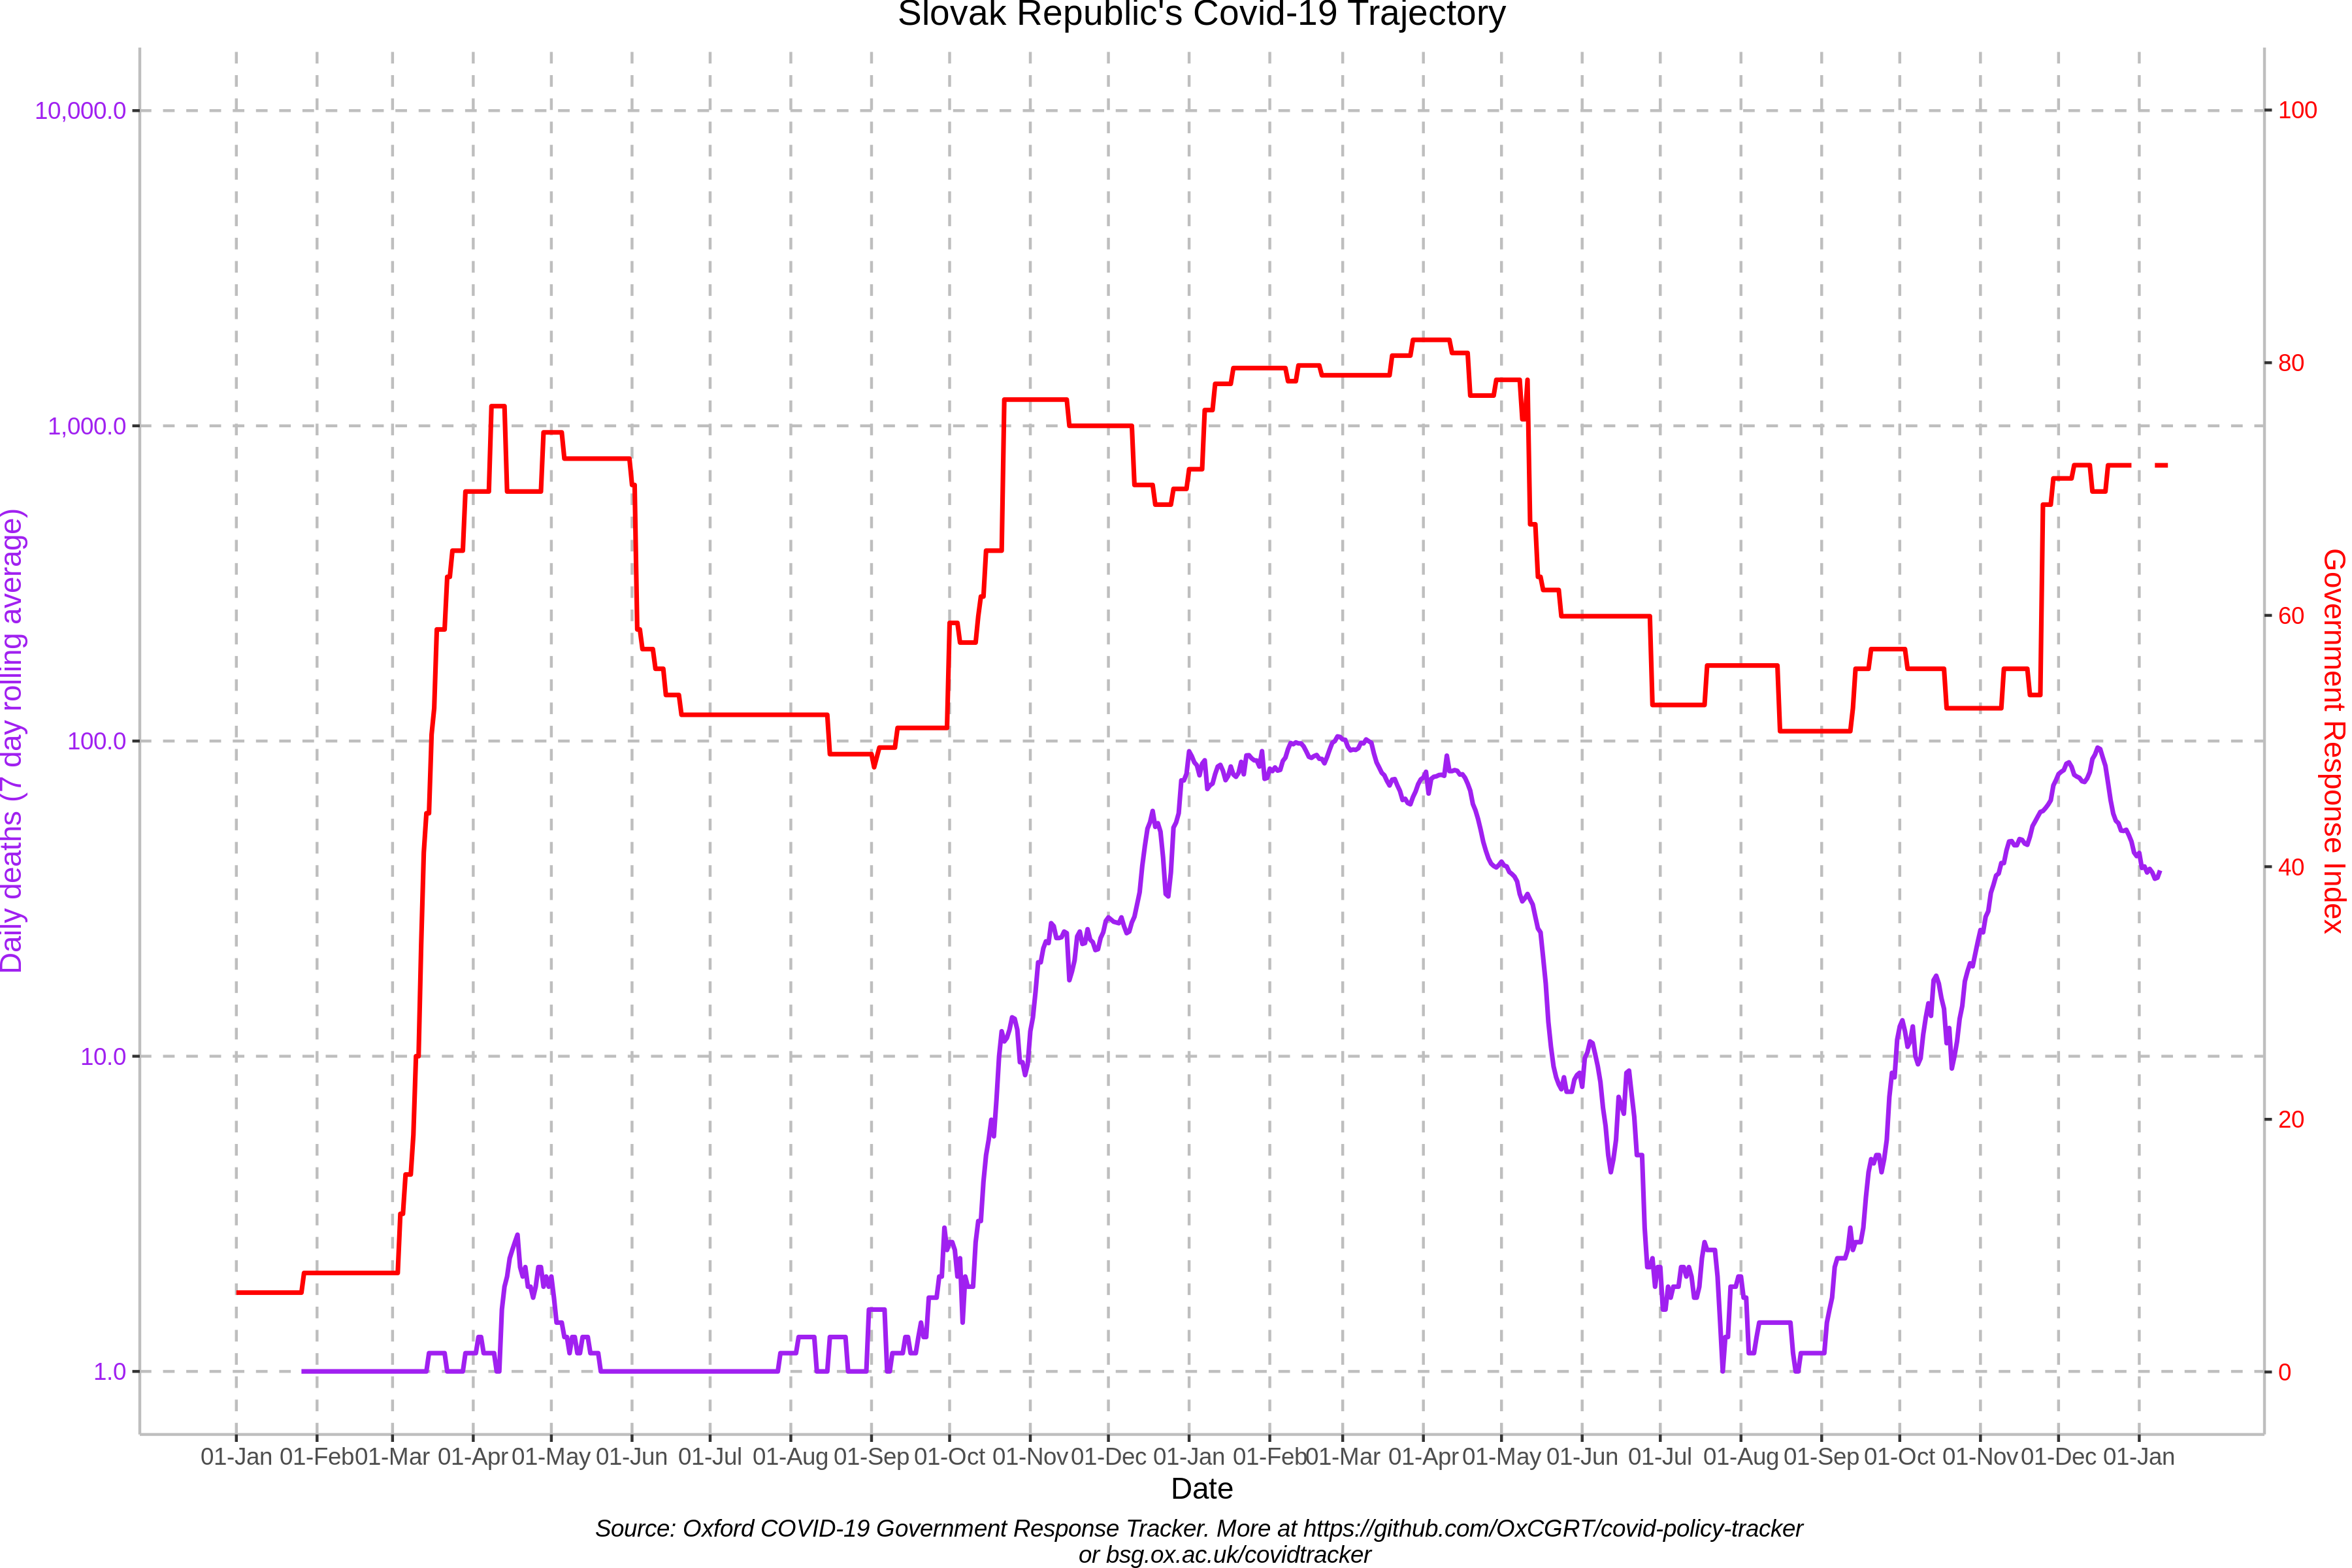 Slovak Republic's Covid-19 Trajectory
10,000.0
1,000.0
100.0
10.0
1.0
Daily deaths (7 day rolling average)
100
80
60
40
20
0
Government Response Index
01-Jan 01-Feb 01-Mar 01-Apr 01-May 01-Jun 01-Jul 01-Aug 01-Sep 01-Oct 01-Nov 01-Dec 01-Jan 01-Feb 01-Mar 01-Apr 01-May 01-Jun 01-Jul 01-Aug 01-Sep 01-Oct 01-Nov 01-Dec 01-Jan
Date
Source: Oxford COVID-19 Government Response Tracker. More at https://github.com/OxCGRT/covid-policy-tracker
or bsg.ox.ac.uk/covidtracker